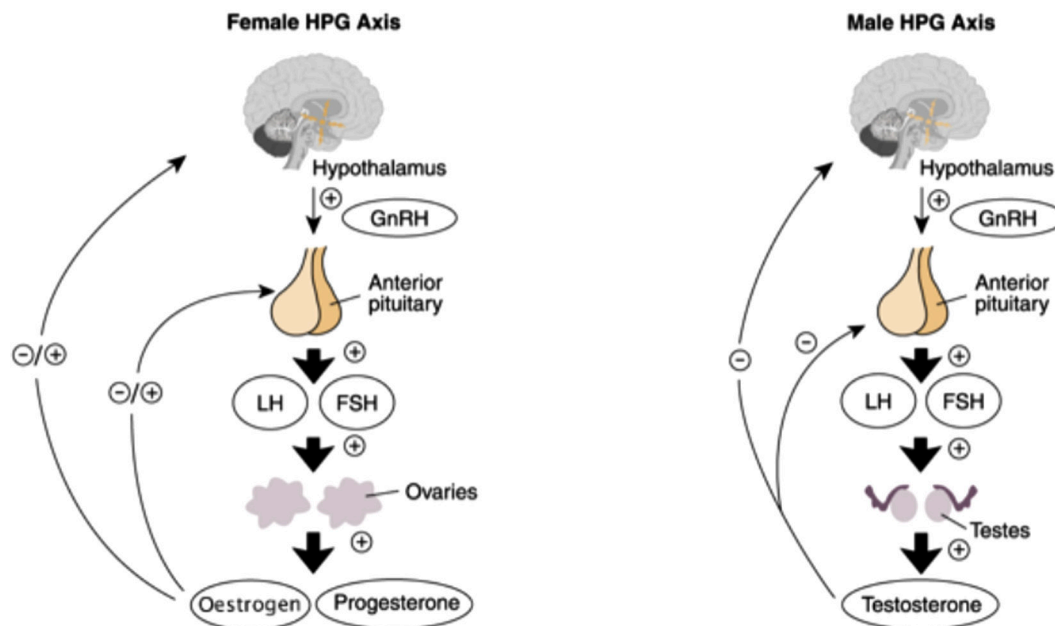 Female HPG Axis
Hypothalamus
+
GnRH
Anterior
pituitary
+
−/+
−/+
LH
FSH
+
Ovaries
+
Oestrogen
Progesterone
Male HPG Axis
Hypothalamus
+
GnRH
Anterior
pituitary
−
−
+
LH
FSH
+
Testes
+
Testosterone